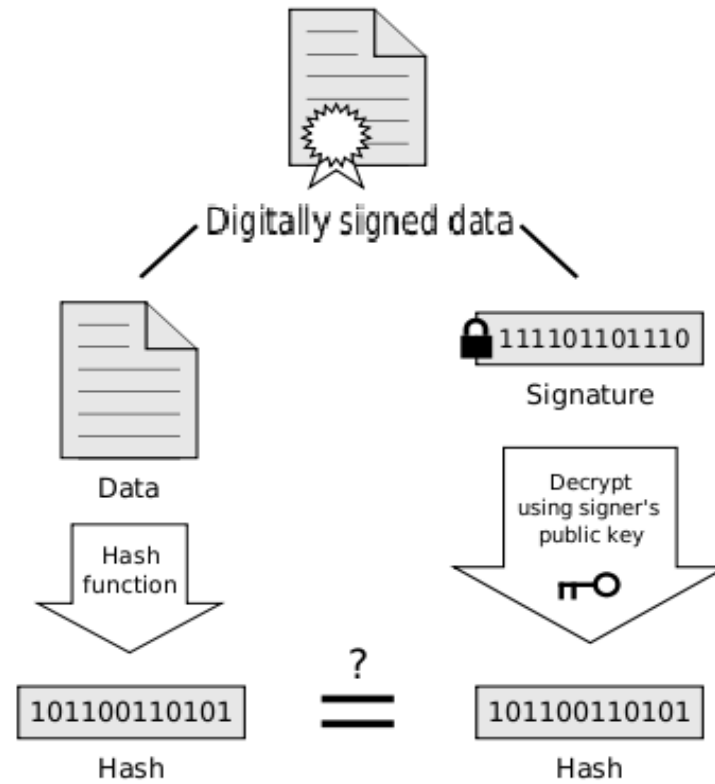 Digitally signed data
111101101110
Signature
Data
Decrypt
using signer's
public key
Hash
function
?
101100110101
101100110101
Hash
Hash